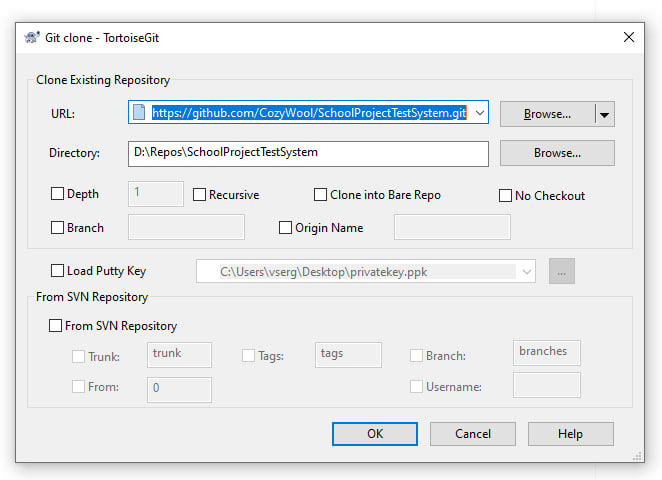 Git clone - TortoiseGit
Clone Existing Repository
URL: https://github.com/CozyWool/SchoolProjectTestSystem.git Browse...
Directory: D:\Repos\SchoolProjectTestSystem Browse...
Depth 1 Recursive Clone into Bare Repo No Checkout
Branch Origin Name
Load Putty Key C:\Users\vserg\Desktop\privatekey.ppk ...
From SVN Repository
From SVN Repository
Trunk: trunk Tags: tags Branch: branches
From: 0 Username:
OK Cancel Help